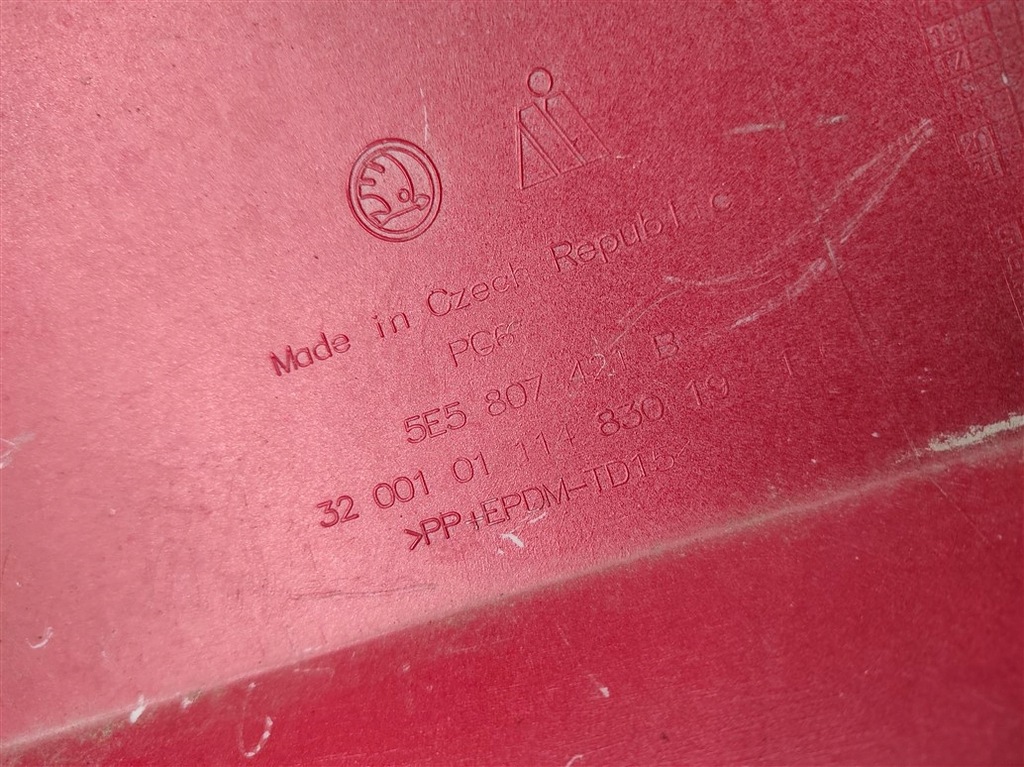 Made in Czech Republic
5E5 807 421 B
32 001 01 114 830 19
>PP+EPDM-TD15<